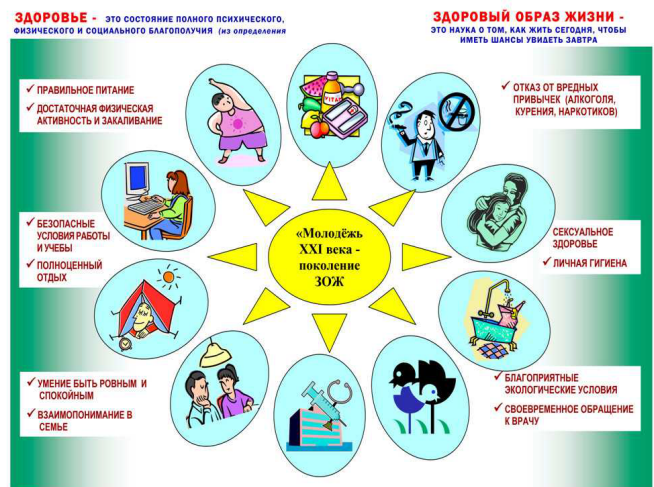 ЗДОРОВЬЕ - ЭТО СОСТОЯНИЕ ПОЛНОГО ПСИХИЧЕСКОГО,
ФИЗИЧЕСКОГО И СОЦИАЛЬНОГО БЛАГОПОЛУЧИЯ (из определения
ЗДОРОВЫЙ ОБРАЗ ЖИЗНИ -
ЭТО НАУКА О ТОМ, КАК ЖИТЬ СЕГОДНЯ, ЧТОБЫ
ИМЕТЬ ШАНСЫ УВИДЕТЬ ЗАВТРА
ПРАВИЛЬНОЕ ПИТАНИЕ
ДОСТАТОЧНАЯ ФИЗИЧЕСКАЯ
АКТИВНОСТЬ И ЗАКАЛИВАНИЕ
ОТКАЗ ОТ ВРЕДНЫХ
ПРИВЫЧЕК (АЛКОГОЛЯ,
КУРЕНИЯ, НАРКОТИКОВ)
БЕЗОПАСНЫЕ
УСЛОВИЯ РАБОТЫ
И УЧЕБЫ
ПОЛНОЦЕННЫЙ
ОТДЫХ
«Молодёжь
XXI века -
поколение
ЗОЖ
СЕКСУАЛЬНОЕ
ЗДОРОВЬЕ
ЛИЧНАЯ ГИГИЕНА
УМЕНИЕ БЫТЬ РОВНЫМ И
СПОКОЙНЫМ
ВЗАИМОПОНИМАНИЕ В
СЕМЬЕ
БЛАГОПРИЯТНЫЕ
ЭКОЛОГИЧЕСКИЕ УСЛОВИЯ
СВОЕВРЕМЕННОЕ ОБРАЩЕНИЕ
К ВРАЧУ